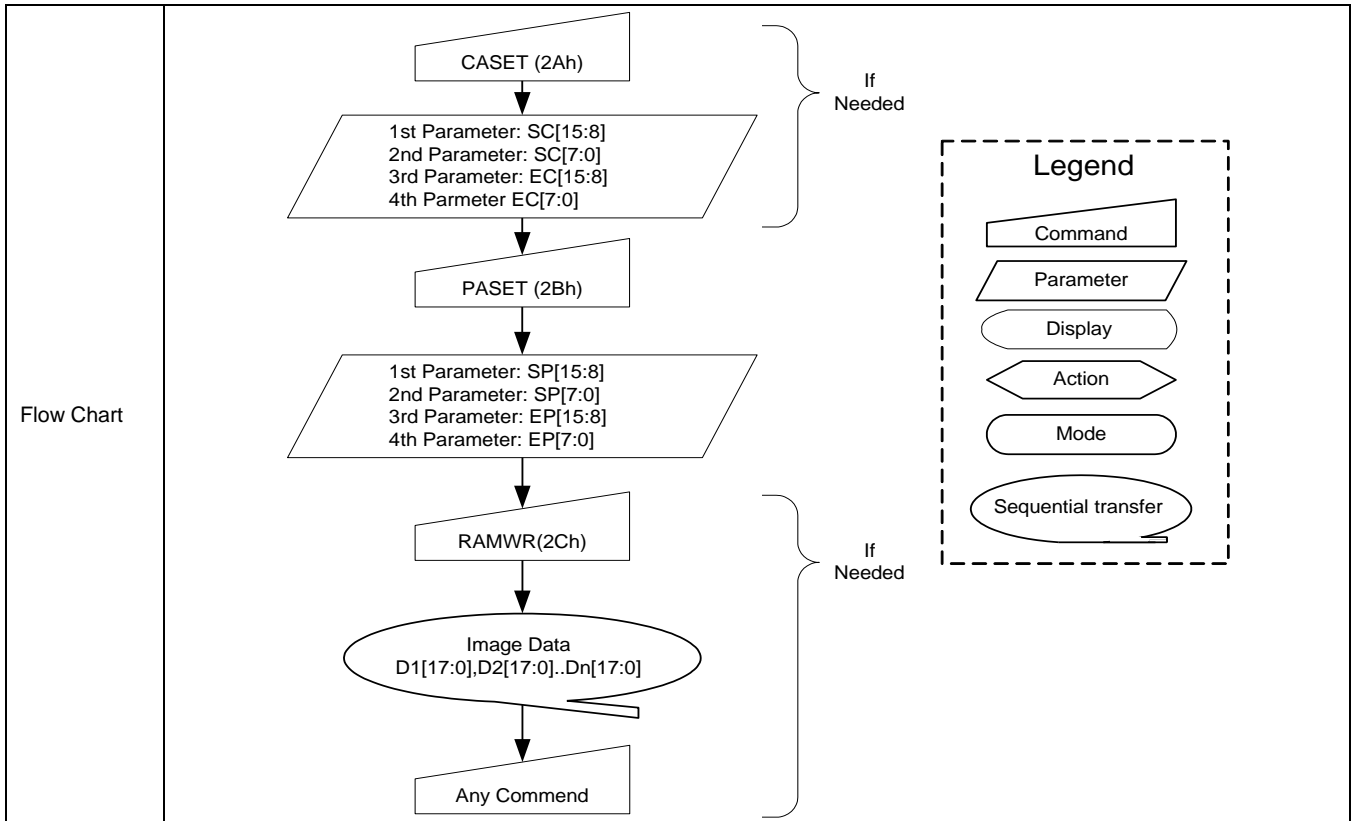 Flow Chart
CASET (2Ah)
If
Needed
1st Parameter: SC[15:8]
2nd Parameter: SC[7:0]
3rd Parameter: EC[15:8]
4th Parmeter EC[7:0]
PASET (2Bh)
1st Parameter: SP[15:8]
2nd Parameter: SP[7:0]
3rd Parameter: EP[15:8]
4th Parameter: EP[7:0]
RAMWR(2Ch)
If
Needed
Image Data
D1[17:0],D2[17:0]..Dn[17:0]
Any Commend
Legend
Command
Parameter
Display
Action
Mode
Sequential transfer